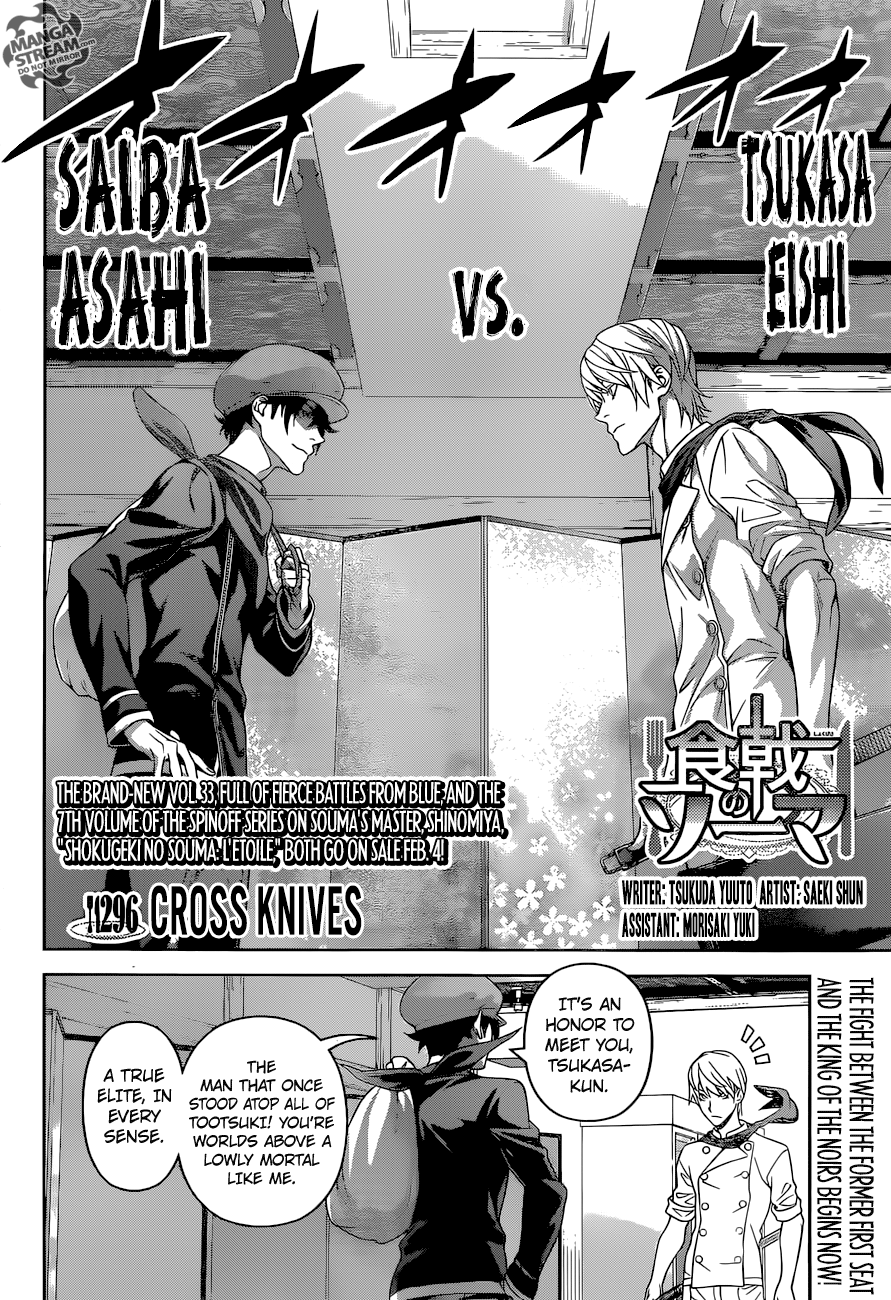 MANGA
STREAM.com
DO NOT MIRROR
オオオオオオ
SAIBA
ASAHI
VS.
TSUKASA
EISHI
食戟の
ソーマ
THE BRAND-NEW VOL. 33, FULL OF FIERCE BATTLES FROM BLUE, AND THE
7TH VOLUME OF THE SPINOFF SERIES ON SOUMA'S MASTER, SHINOMIYA,
"SHOKUGEKI NO SOUMA: L'ETOILE," BOTH GO ON SALE FEB. 4!
296 CROSS KNIVES
WRITER: TSUKUDA YUUTO ARTIST: SAEKI SHUN
ASSISTANT: MORISAKI YUKI
THE FIGHT BETWEEN THE FORMER FIRST SEAT
AND THE KING OF THE NOIRS BEGINS NOW!
IT'S AN
HONOR TO
MEET YOU,
TSUKASA-
KUN.
THE
MAN THAT ONCE
STOOD ATOP ALL OF
TOOTSUKI! YOU'RE
WORLDS ABOVE A
LOWLY MORTAL
LIKE ME.
A TRUE
ELITE, IN
EVERY
SENSE.